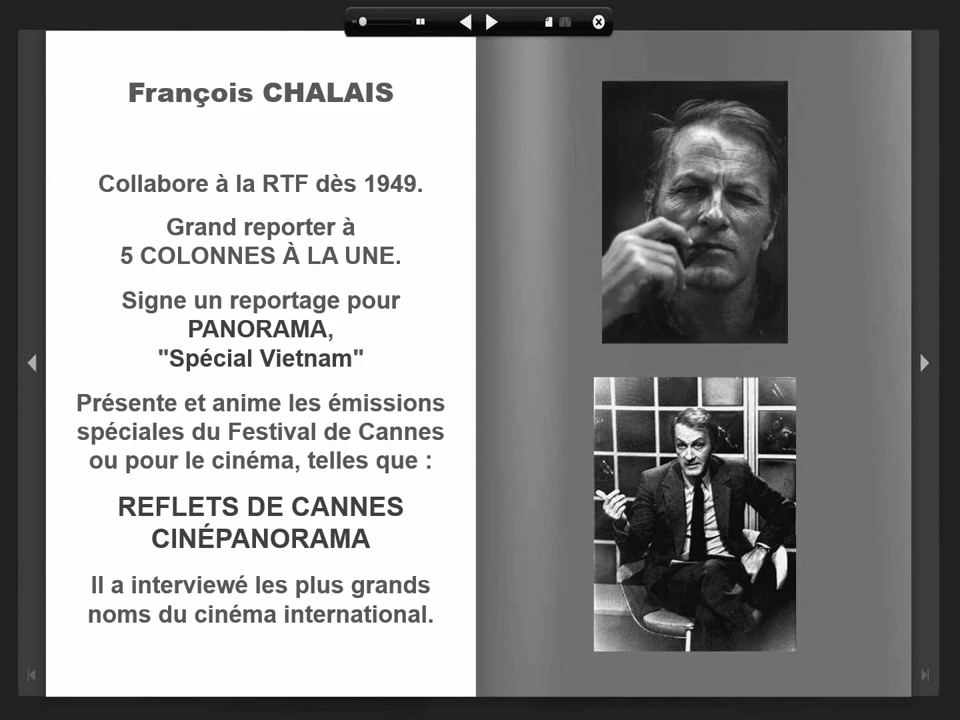 François CHALAIS
Collabore à la RTF dès 1949.
Grand reporter à
5 COLONNES À LA UNE.
Signe un reportage pour
PANORAMA,
"Spécial Vietnam"
Présente et anime les émissions
spéciales du Festival de Cannes
ou pour le cinéma, telles que :
REFLETS DE CANNES
CINÉPANORAMA
Il a interviewé les plus grands
noms du cinéma international.